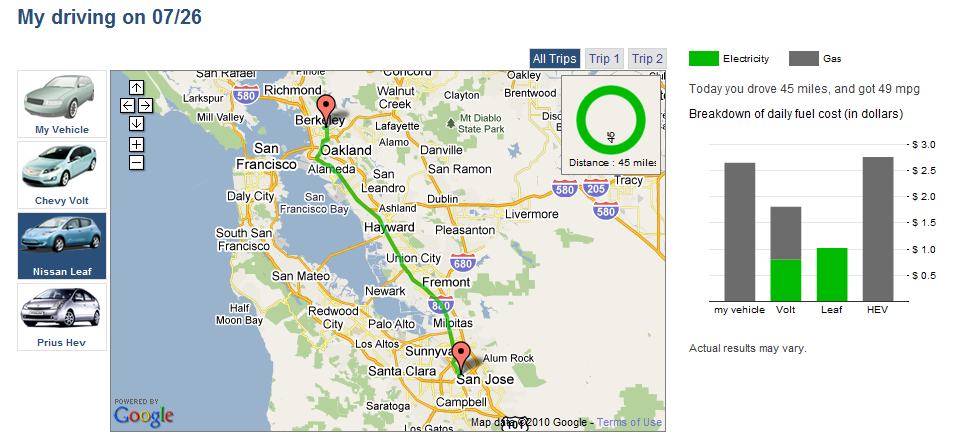 My driving on 07/26
All Trips
Trip 1
Trip 2
My Vehicle
Chevy Volt
Nissan Leaf
Prius Hev
San Rafael
580
Larkspur
Mill Valley
Richmond
Berkeley
Concord
Walnut
Creek
Clayton
Oakley
Brentwood
Mt Diablo
State Park
Lafayette
Alamo
San
Francisco
Oakland
Alameda
Danville
San Ramon
San
Leandro
Daly City
San
Francisco Bay
Ashland
Dublin
580
205
Tracy
580
Livermore
Hayward
Pleasanton
South San
Francisco
Union City
680
San Mateo
Fremont
Newark
Half
Moon Bay
Redwood
City
Palo Alto
Milpitas
Los Altos
Alum Rock
Santa Clara
San Jose
Campbell
Saratoga
Los Gatos
101
45
Distance : 45 miles
POWERED BY
Google
Map data ©2010 Google - Terms of Use
Electricity
Gas
Today you drove 45 miles, and got 49 mpg
Breakdown of daily fuel cost (in dollars)
$ 3.0
$ 2.5
$ 2.0
$ 1.5
$ 1.0
$ 0.5
my vehicle
Volt
Leaf
HEV
Actual results may vary.